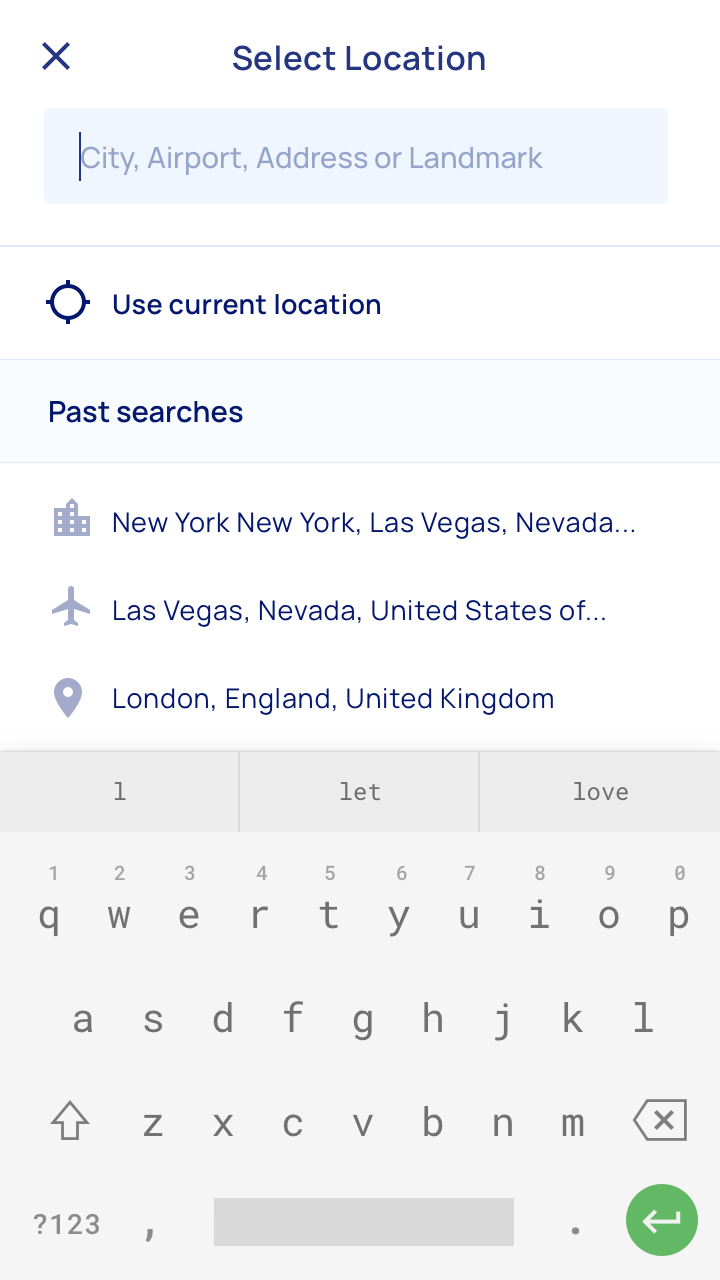 Select Location
City, Airport, Address or Landmark
Use current location
Past searches
New York New York, Las Vegas, Nevada...
Las Vegas, Nevada, United States of...
London, England, United Kingdom
l let love
1 2 3 4 5 6 7 8 9 0
q w e r t y u i o p
a s d f g h j k l
z x c v b n m
?123 , .